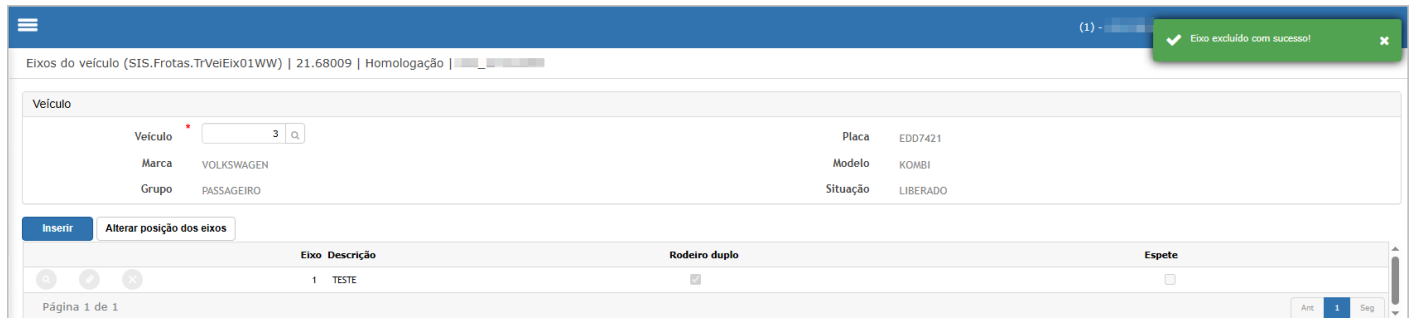 (1) -
Eixo excluído com sucesso!
Eixos do veículo (SIS.Frotas.TrVeiEix01WW) | 21.68009 | Homologação |
Veículo
Veículo * 3 Placa EDD7421
Marca VOLKSWAGEN Modelo KOMBI
Grupo PASSAGEIRO Situação LIBERADO
Inserir Alterar posição dos eixos
Eixo Descrição Rodeiro duplo Espete
1 TESTE
Página 1 de 1 Ant 1 Seg